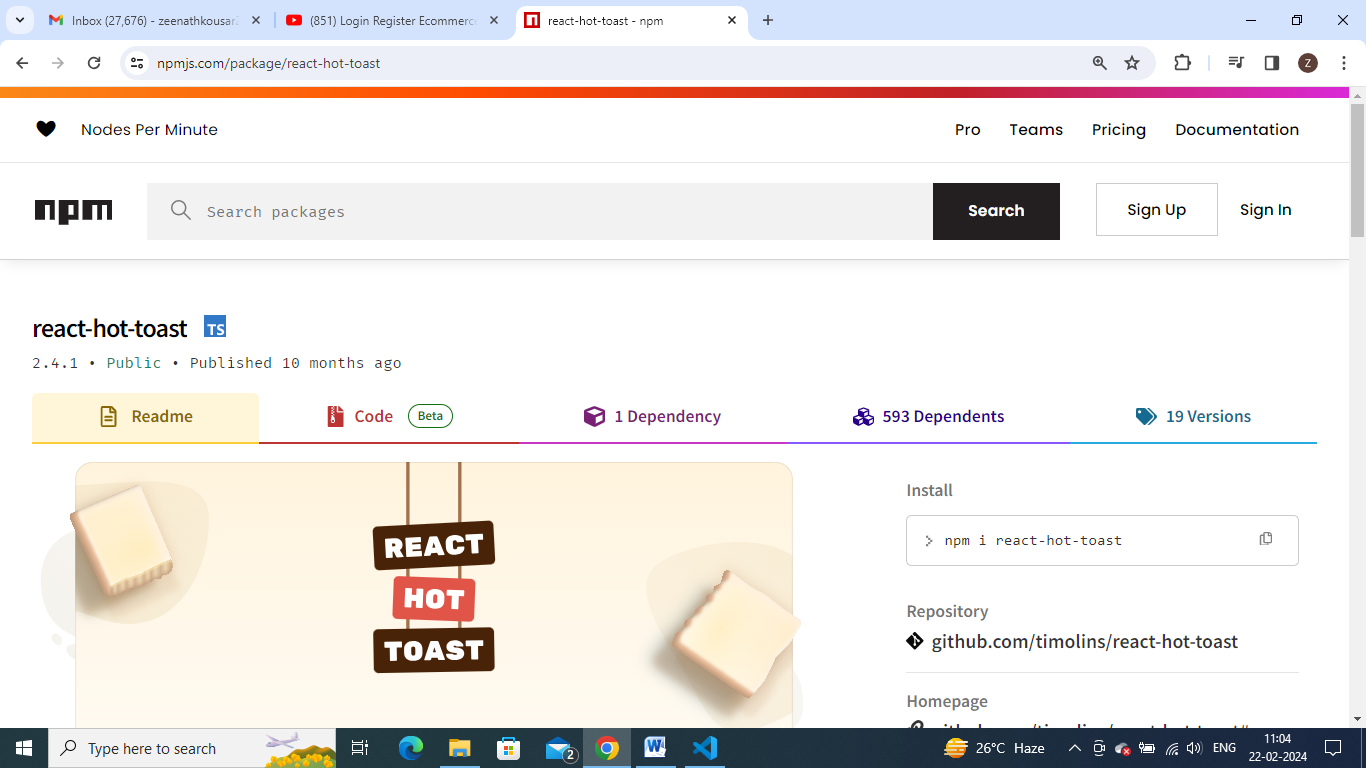 Inbox (27,676) - zeenathkousar2
(851) Login Register Ecommerce
react-hot-toast - npm
npmjs.com/package/react-hot-toast
Z
Nodes Per Minute
Pro
Teams
Pricing
Documentation
npm
Search packages
Search
Sign Up
Sign In
react-hot-toast
TS
2.4.1 • Public • Published 10 months ago
Readme
Code
Beta
1 Dependency
593 Dependents
19 Versions
REACT
HOT
TOAST
Install
> npm i react-hot-toast
Repository
github.com/timolins/react-hot-toast
Homepage
Type here to search
2
26°C Haze
ENG
11:04
22-02-2024